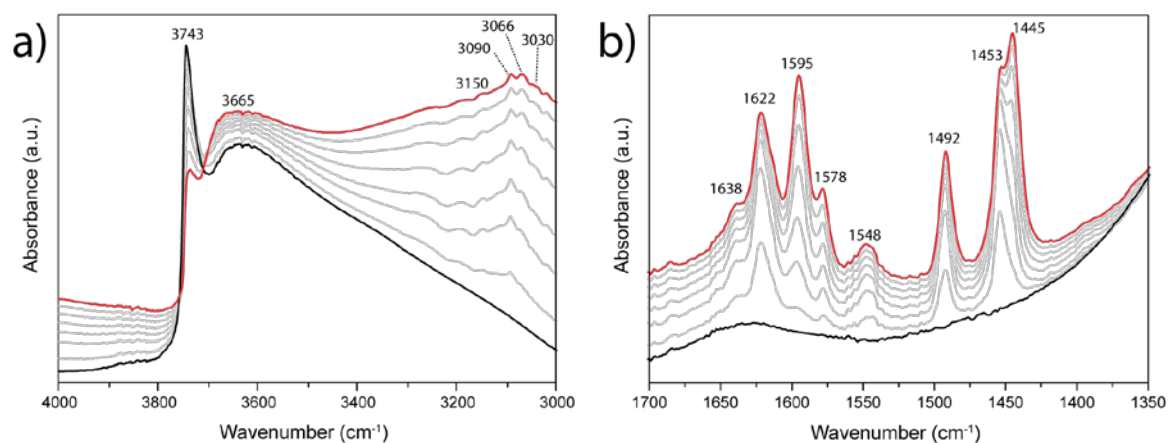 a)
3743
3665
3150
3090
3066
3030
Absorbance (a.u.)
4000 3800 3600 3400 3200 3000
Wavenumber (cm⁻¹)
b)
1638
1622
1595
1578
1548
1492
1453
1445
Absorbance (a.u.)
1700 1650 1600 1550 1500 1450 1400 1350
Wavenumber (cm⁻¹)